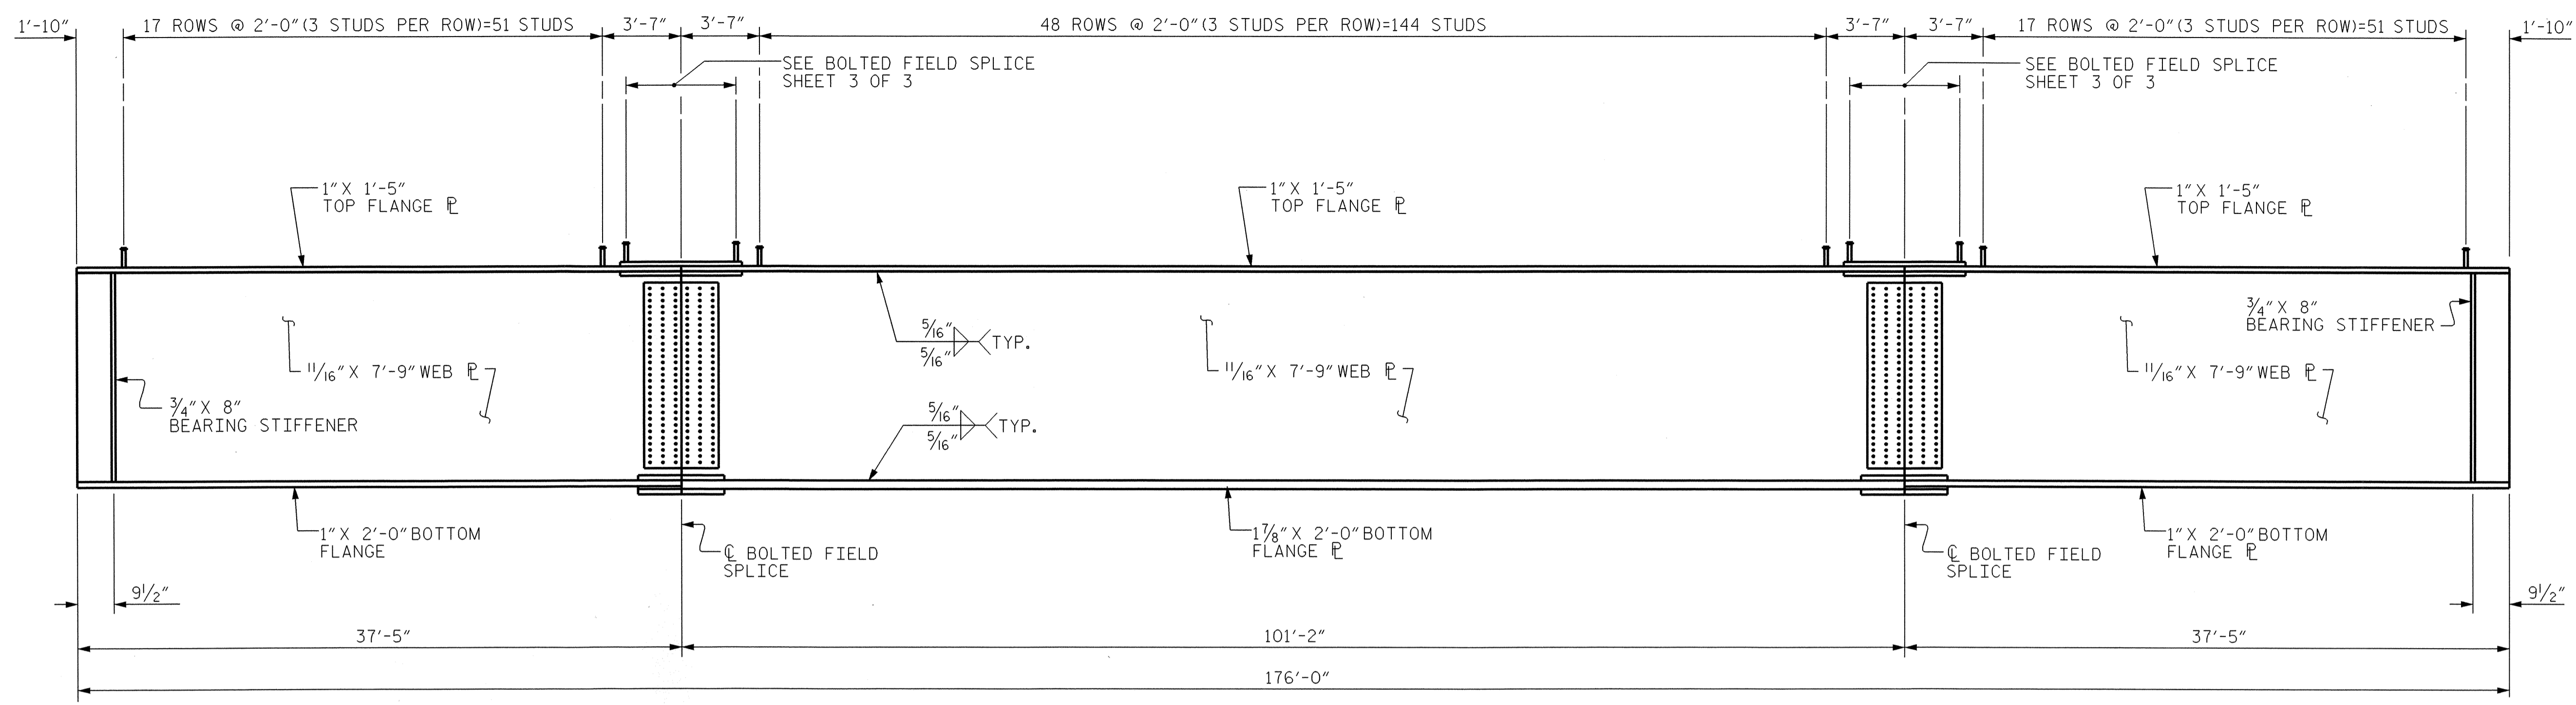 1'-10" 17 ROWS @ 2'-0"(3 STUDS PER ROW)=51 STUDS 3'-7" 3'-7" 48 ROWS @ 2'-0"(3 STUDS PER ROW)=144 STUDS 3'-7" 3'-7" 17 ROWS @ 2'-0"(3 STUDS PER ROW)=51 STUDS 1'-10"
SEE BOLTED FIELD SPLICE
SHEET 3 OF 3
SEE BOLTED FIELD SPLICE
SHEET 3 OF 3
1" X 1'-5"
TOP FLANGE ⅊
1" X 1'-5"
TOP FLANGE ⅊
1" X 1'-5"
TOP FLANGE ⅊
3/4" X 8"
BEARING STIFFENER
5/16"
5/16" TYP.
11/16" X 7'-9" WEB ⅊
11/16" X 7'-9" WEB ⅊
11/16" X 7'-9" WEB ⅊
3/4" X 8"
BEARING STIFFENER
5/16"
5/16" TYP.
1" X 2'-0" BOTTOM
FLANGE
℄ BOLTED FIELD
SPLICE
1 7/8" X 2'-0" BOTTOM
FLANGE ⅊
℄ BOLTED FIELD
SPLICE
1" X 2'-0" BOTTOM
FLANGE ⅊
9 1/2" 9 1/2"
37'-5" 101'-2" 37'-5"
176'-0"